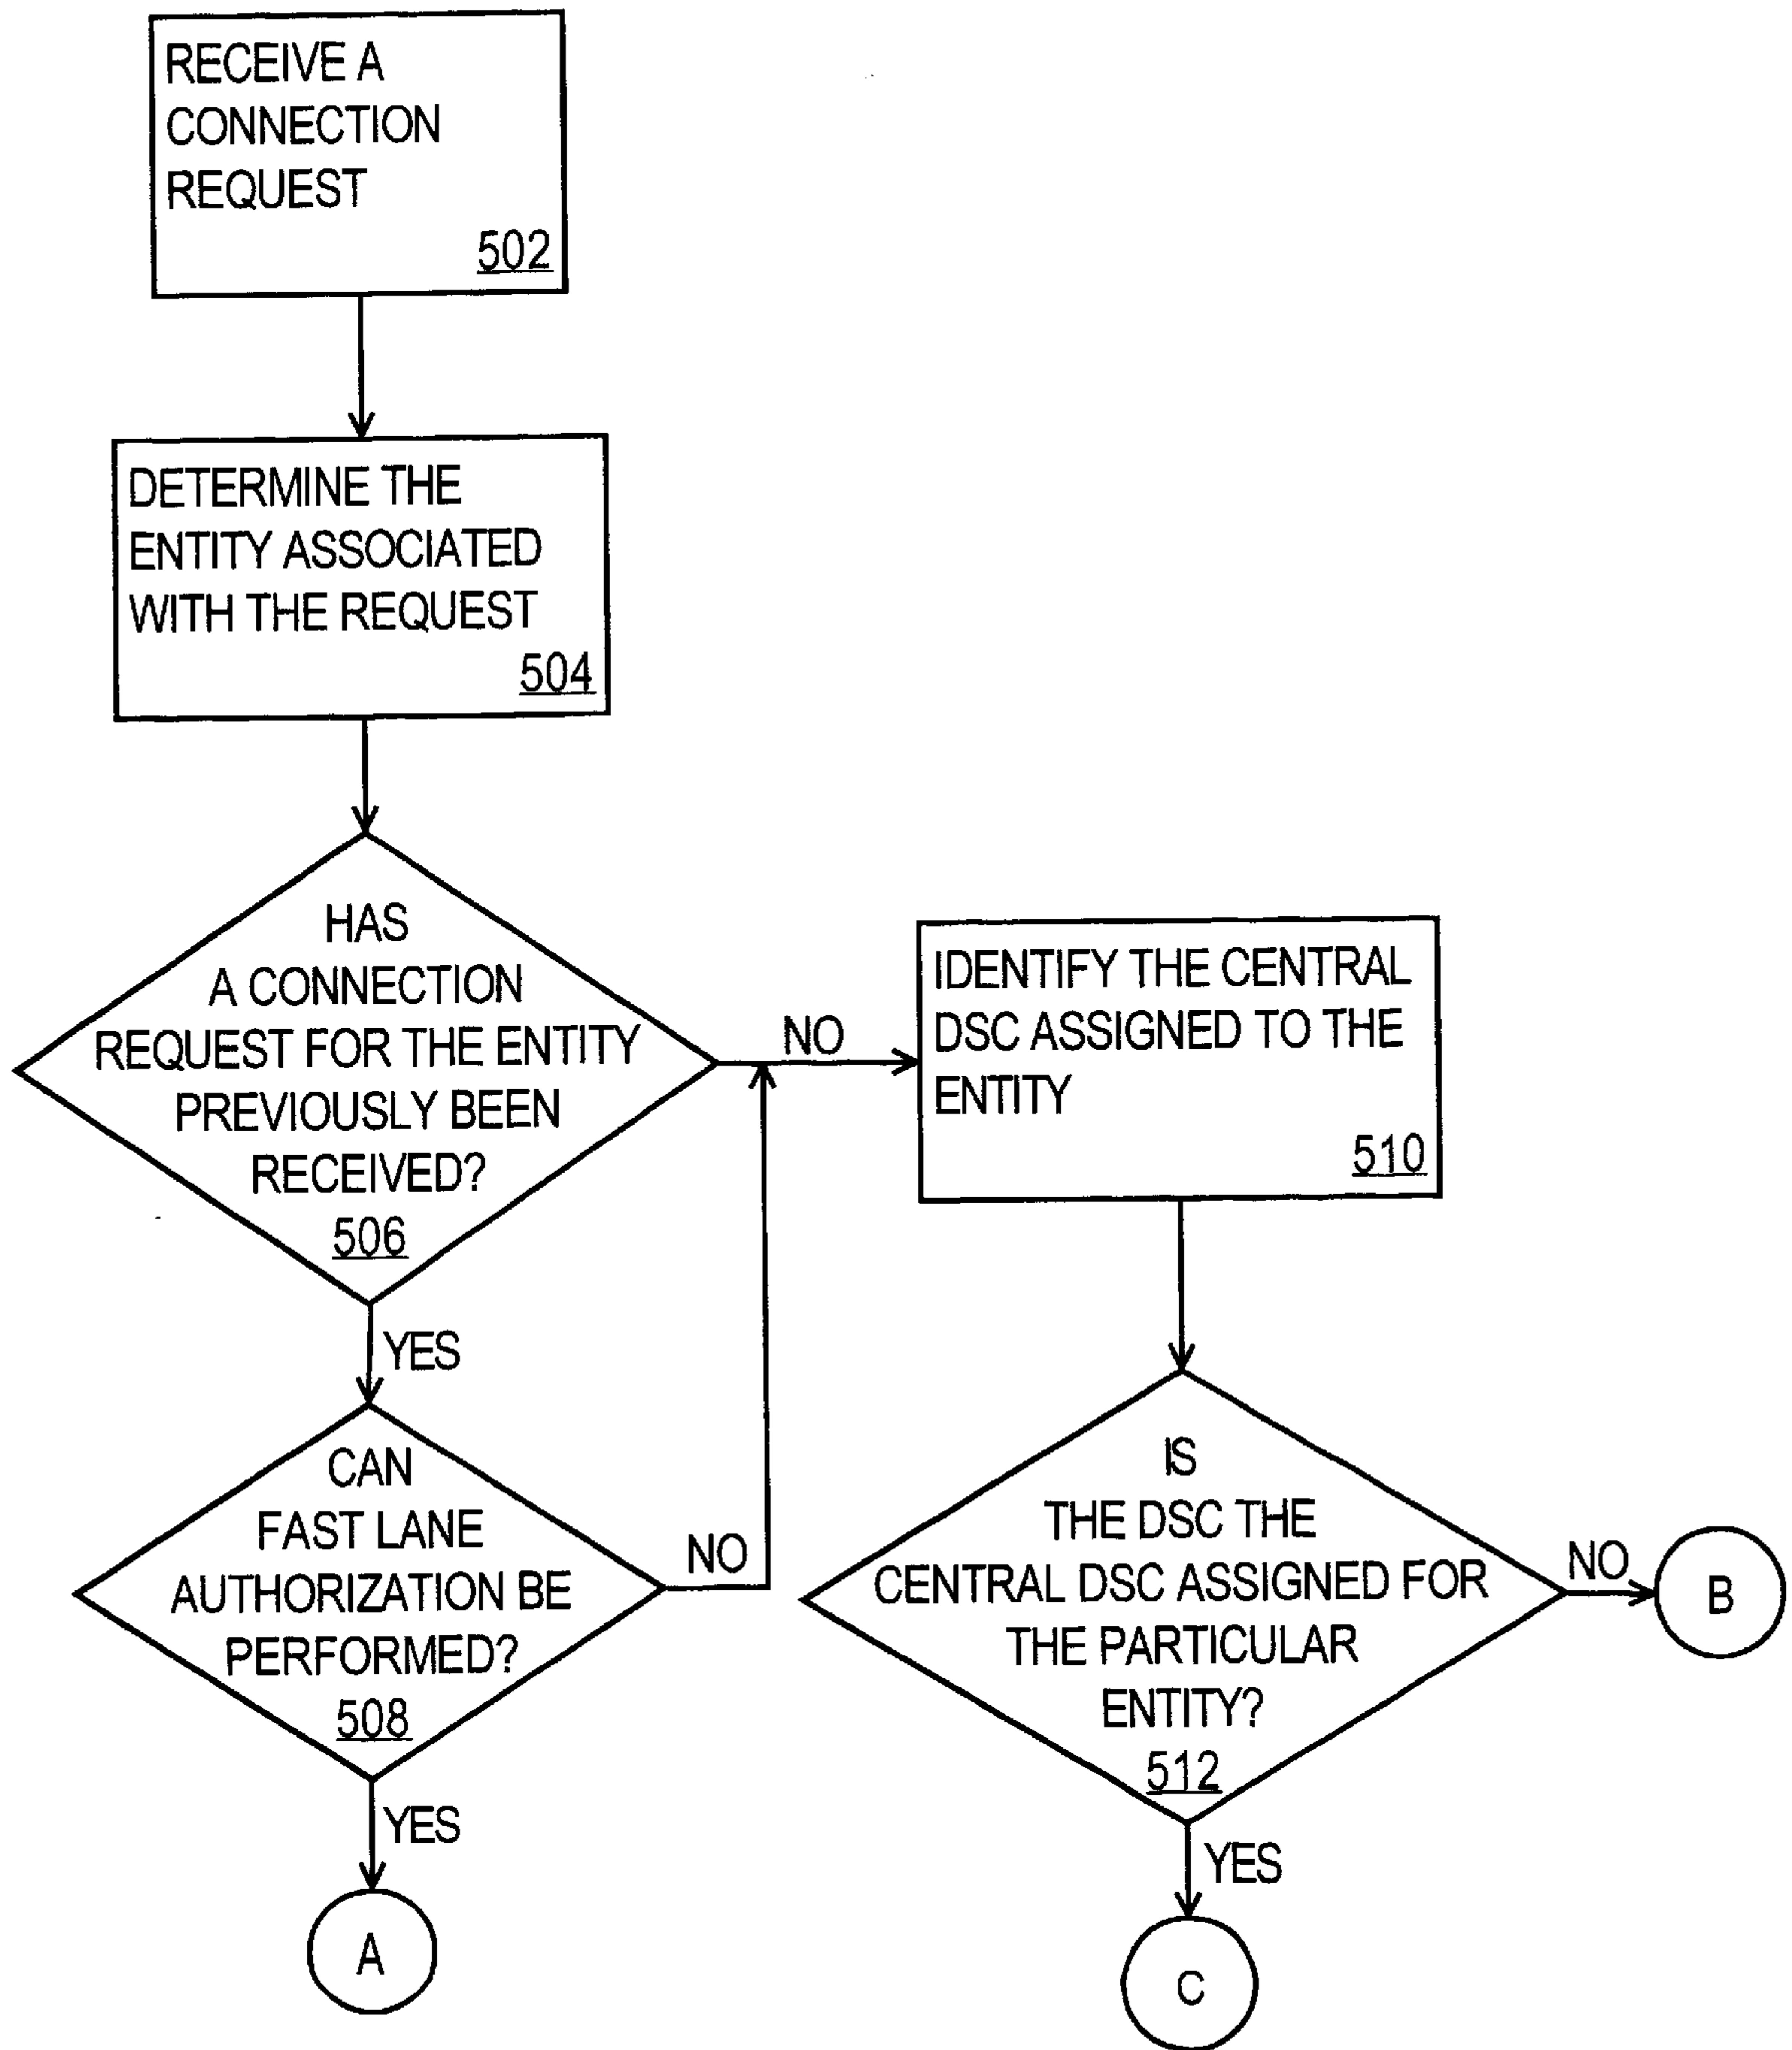 RECEIVE A
CONNECTION
REQUEST
502
DETERMINE THE
ENTITY ASSOCIATED
WITH THE REQUEST
504
HAS
A CONNECTION
REQUEST FOR THE ENTITY
PREVIOUSLY BEEN
RECEIVED?
506
NO
YES
CAN
FAST LANE
AUTHORIZATION BE
PERFORMED?
508
NO
YES
A
IDENTIFY THE CENTRAL
DSC ASSIGNED TO THE
ENTITY
510
IS
THE DSC THE
CENTRAL DSC ASSIGNED FOR
THE PARTICULAR
ENTITY?
512
NO
B
YES
C